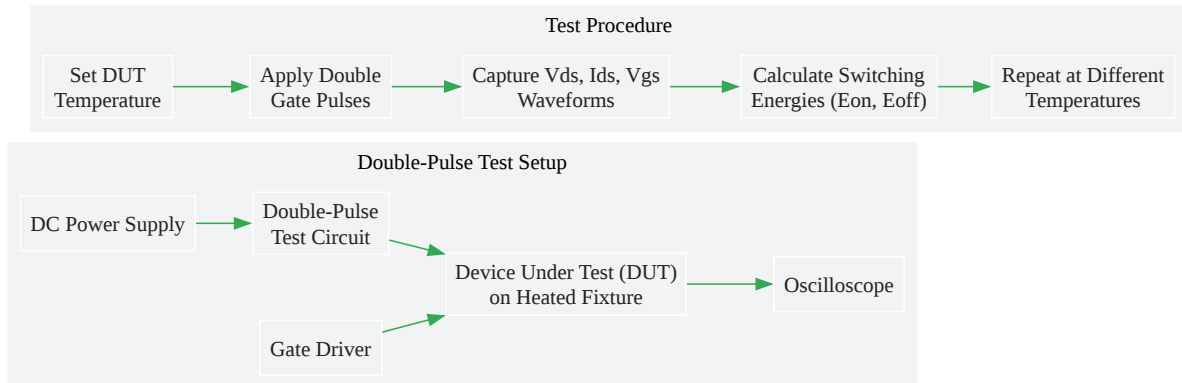 Test Procedure
Set DUT
Temperature
Apply Double
Gate Pulses
Capture Vds, Ids, Vgs
Waveforms
Calculate Switching
Energies (Eon, Eoff)
Repeat at Different
Temperatures
Double-Pulse Test Setup
DC Power Supply
Double-Pulse
Test Circuit
Gate Driver
Device Under Test (DUT)
on Heated Fixture
Oscilloscope